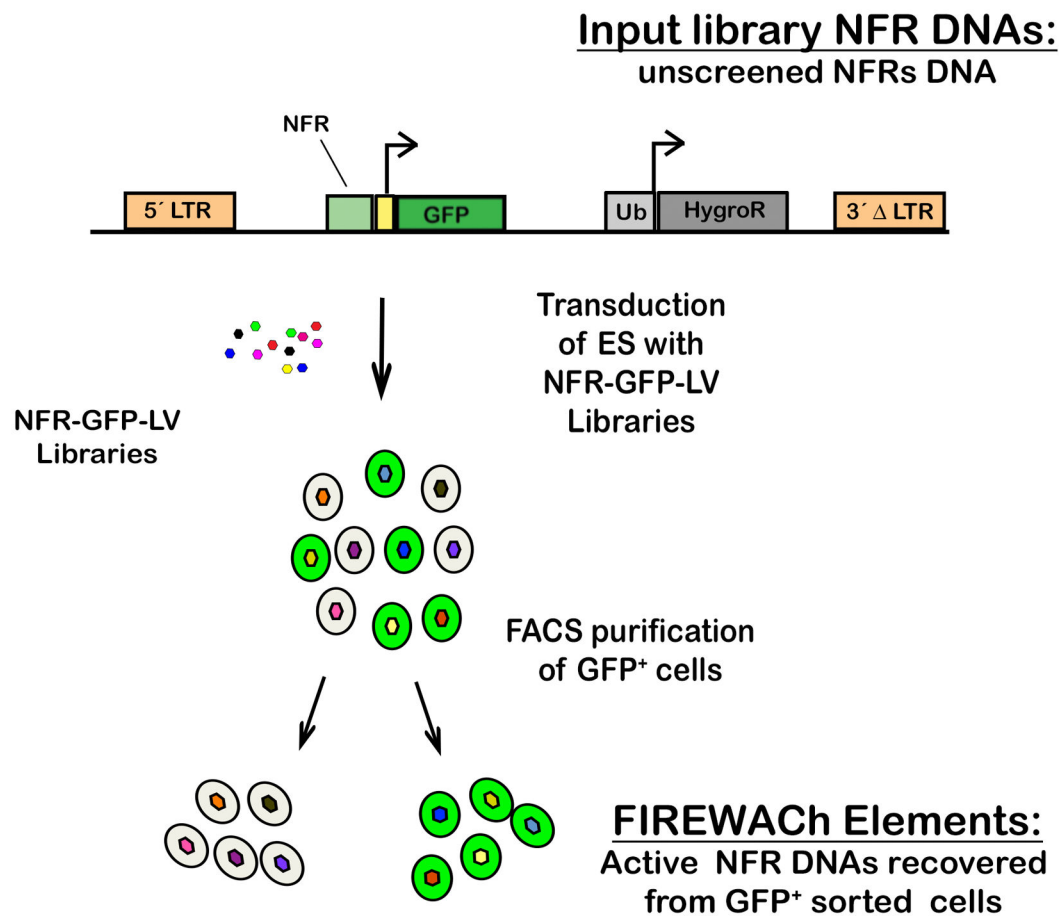 Input library NFR DNAs:
unscreened NFRs DNA
NFR
5´ LTR
GFP
Ub
HygroR
3´ Δ LTR
Transduction
of ES with
NFR-GFP-LV
Libraries
NFR-GFP-LV
Libraries
FACS purification
of GFP⁺ cells
FIREWACh Elements:
Active NFR DNAs recovered
from GFP⁺ sorted cells